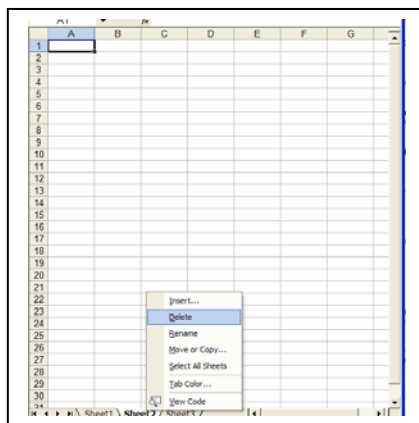 A1 fx
A B C D E F G
1
2
3
4
5
6
7
8
9
10
11
12
13
14
15
16
17
18
19
20
21
22 Insert...
23 Delete
24
25 Rename
26 Move or Copy...
27 Select All Sheets
28
29 Tab Color...
30 View Code
31
Sheet1 Sheet2 Sheet3